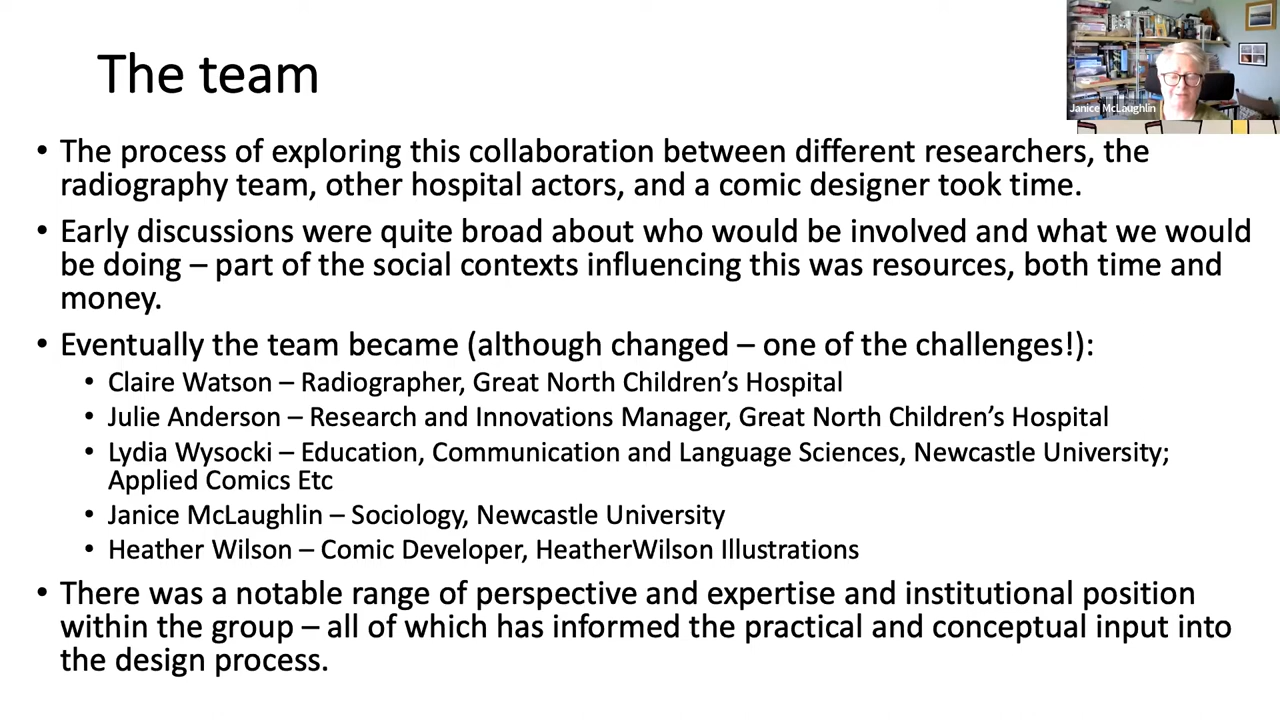 The team
Janice McLaughlin
• The process of exploring this collaboration between different researchers, the
radiography team, other hospital actors, and a comic designer took time.
• Early discussions were quite broad about who would be involved and what we would
be doing – part of the social contexts influencing this was resources, both time and
money.
• Eventually the team became (although changed – one of the challenges!):
• Claire Watson – Radiographer, Great North Children’s Hospital
• Julie Anderson – Research and Innovations Manager, Great North Children’s Hospital
• Lydia Wysocki – Education, Communication and Language Sciences, Newcastle University;
Applied Comics Etc
• Janice McLaughlin – Sociology, Newcastle University
• Heather Wilson – Comic Developer, HeatherWilson Illustrations
• There was a notable range of perspective and expertise and institutional position
within the group – all of which has informed the practical and conceptual input into
the design process.